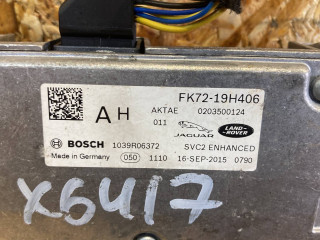 FK72-19H406
AH
AKTAE 0203500124
011 JAGUAR LAND-ROVER
BOSCH 1039R06372 SVC2 ENHANCED
Made in Germany 050 1110 16-SEP-2015 0790
X6417